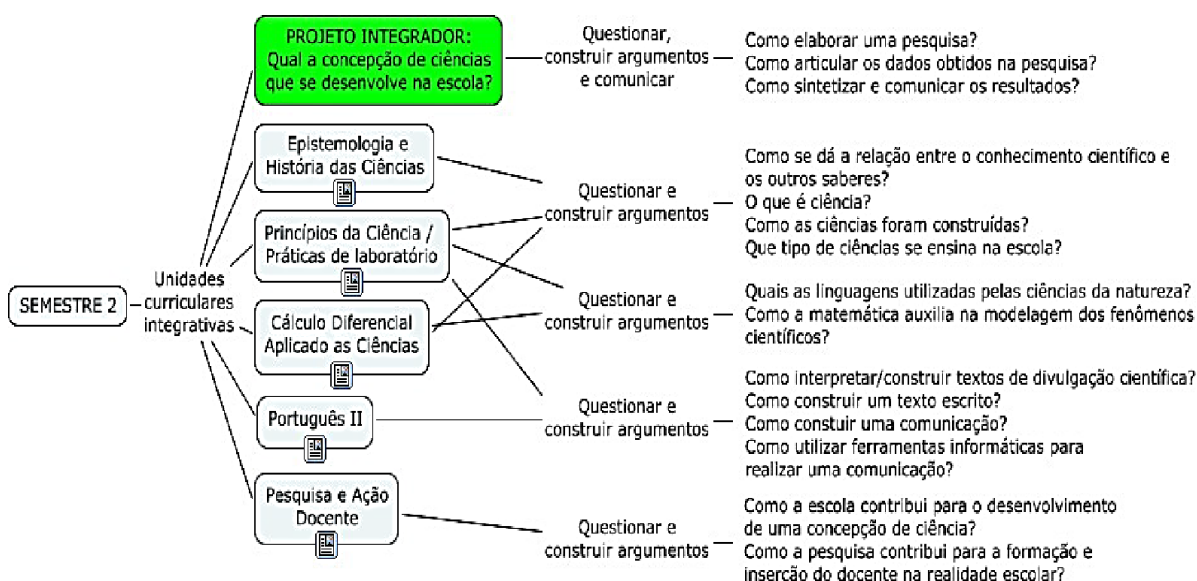 PROJETO INTEGRADOR:
Qual a concepção de ciências
que se desenvolve na escola?
Questionar,
construir argumentos
e comunicar
Como elaborar uma pesquisa?
Como articular os dados obtidos na pesquisa?
Como sintetizar e comunicar os resultados?
Epistemologia e
História das Ciências
Questionar e
construir argumentos
Como se dá a relação entre o conhecimento científico e
os outros saberes?
O que é ciência?
Como as ciências foram construídas?
Que tipo de ciências se ensina na escola?
Princípios da Ciência /
Práticas de laboratório
SEMESTRE 2
Unidades
curriculares
integrativas
Cálculo Diferencial
Aplicado as Ciências
Questionar e
construir argumentos
Quais as linguagens utilizadas pelas ciências da natureza?
Como a matemática auxilia na modelagem dos fenômenos
científicos?
Português II
Questionar e
construir argumentos
Como interpretar/construir textos de divulgação científica?
Como construir um texto escrito?
Como constuir uma comunicação?
Como utilizar ferramentas informáticas para
realizar uma comunicação?
Pesquisa e Ação
Docente
Questionar e
construir argumentos
Como a escola contribui para o desenvolvimento
de uma concepção de ciência?
Como a pesquisa contribui para a formação e
inserção do docente na realidade escolar?